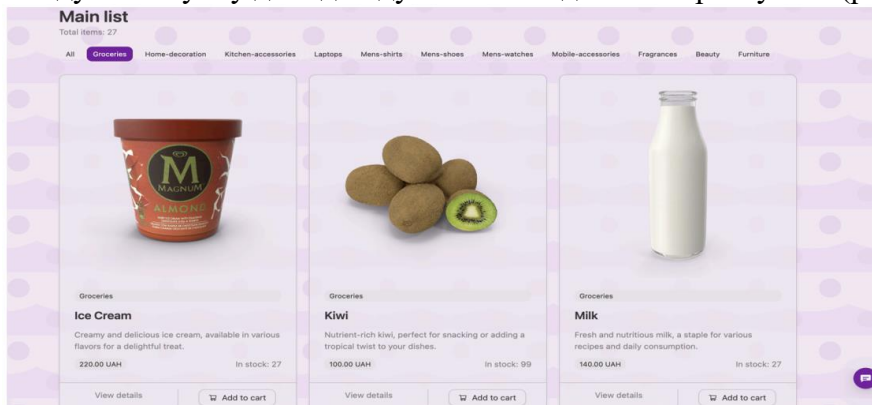 Main list
Total items: 27
All Groceries Home-decoration Kitchen-accessories Laptops Mens-shirts Mens-shoes Mens-watches Mobile-accessories Fragrances Beauty Furniture
M
MAGNUM
ALMOND
Groceries
Ice Cream
Creamy and delicious ice cream, available in various
flavors for a delightful treat.
220.00 UAH In stock: 27
View details Add to cart
Groceries
Kiwi
Nutrient-rich kiwi, perfect for snacking or adding a
tropical twist to your dishes.
100.00 UAH In stock: 99
View details Add to cart
Groceries
Milk
Fresh and nutritious milk, a staple for various
recipes and daily consumption.
140.00 UAH In stock: 27
View details Add to cart